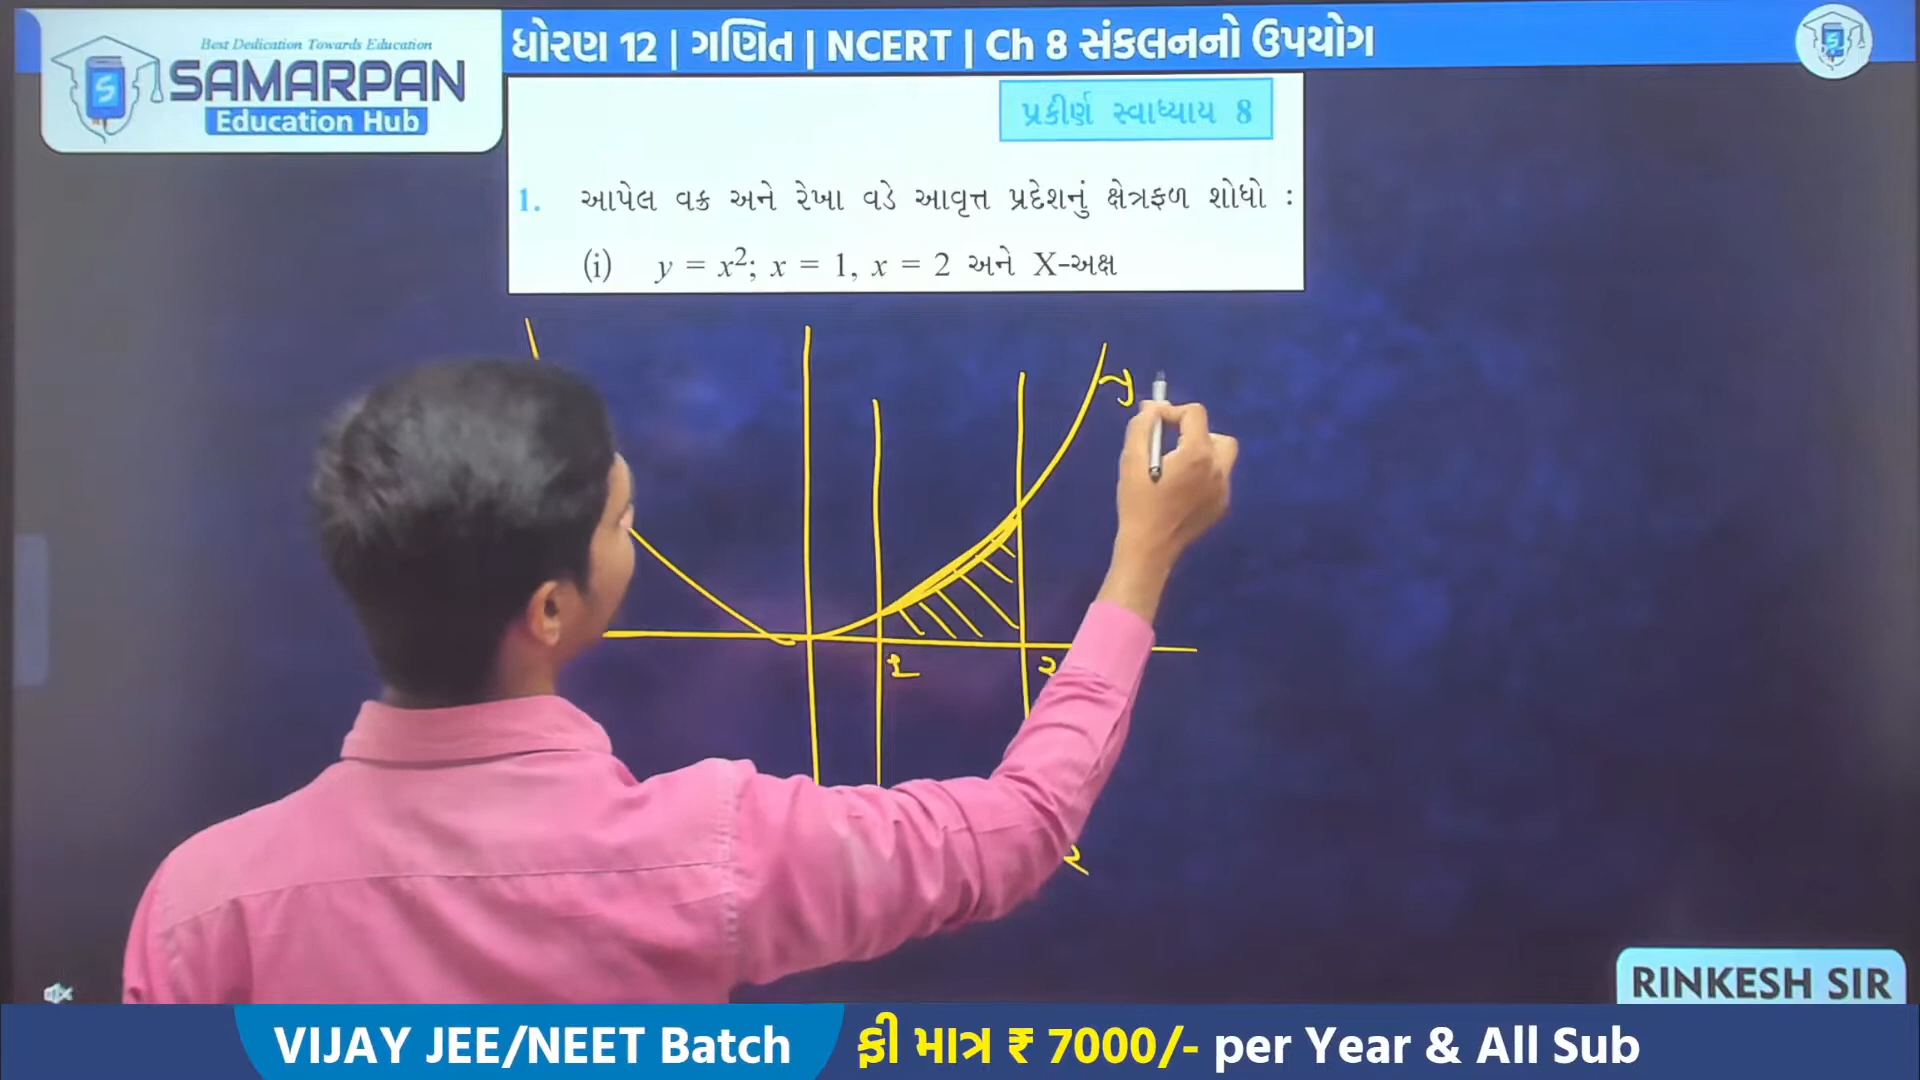 Best Dedication Towards Education
SAMARPAN
Education Hub
ધોરણ 12 | ગણિત | NCERT | Ch 8 સંકલનનો ઉપયોગ
પ્રકીર્ણ સ્વાધ્યાય 8
1. આપેલ વક્ર અને રેખા વડે આવૃત્ત પ્રદેશનું ક્ષેત્રફળ શોધો :
(i) y = x²; x = 1, x = 2 અને X-અક્ષ
y
૧
૨
RINKESH SIR
VIJAY JEE/NEET Batch
ફી માત્ર ₹ 7000/- per Year & All Sub